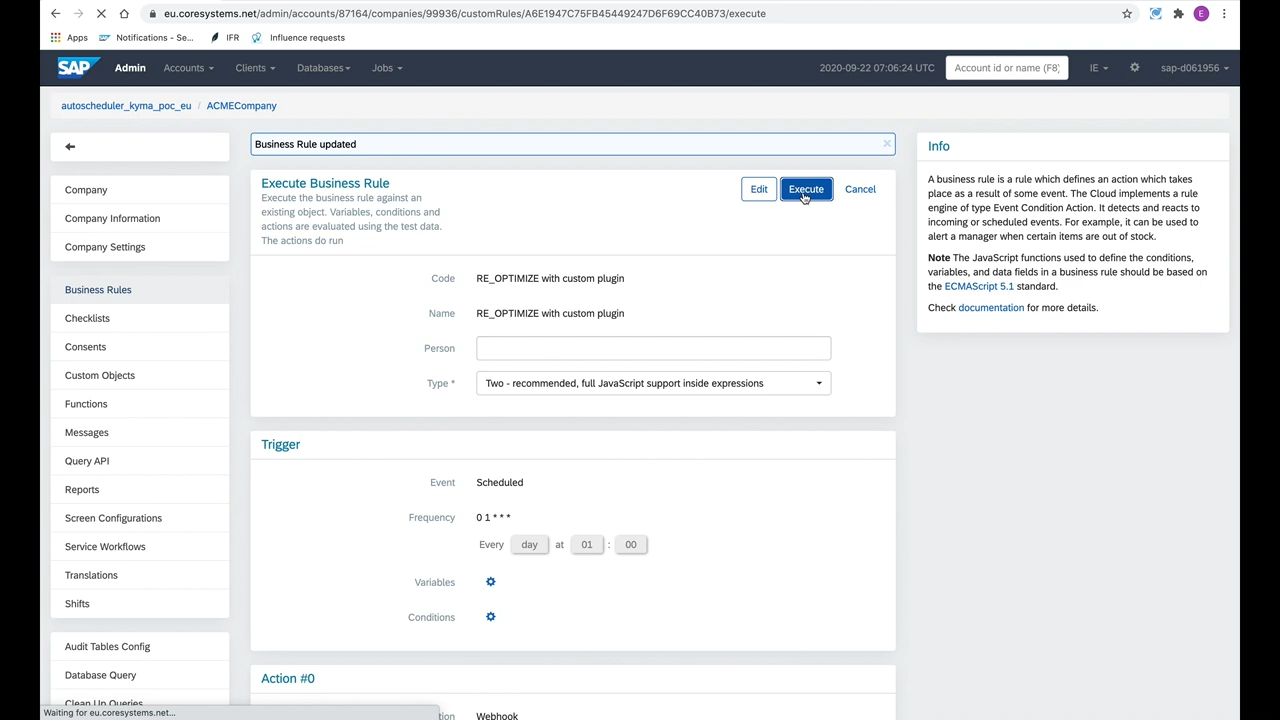 eu.coresystems.net/admin/accounts/87164/companies/99936/customRules/A6E1947C75FB45449247D6F69CC40B73/execute
E
Apps
Notifications - Se...
IFR
Influence requests
SAP
Admin
Accounts
Clients
Databases
Jobs
2020-09-22 07:06:24 UTC
Account id or name (F8)
IE
sap-d061956
autoscheduler_kyma_poc_eu / ACMECompany
Company
Company Information
Company Settings
Business Rules
Checklists
Consents
Custom Objects
Functions
Messages
Query API
Reports
Screen Configurations
Service Workflows
Translations
Shifts
Audit Tables Config
Database Query
Clean Up Queries
Waiting for eu.coresystems.net...
Business Rule updated
Execute Business Rule
Execute the business rule against an
existing object. Variables, conditions and
actions are evaluated using the test data.
The actions do run
Edit
Execute
Cancel
Code RE_OPTIMIZE with custom plugin
Name RE_OPTIMIZE with custom plugin
Person
Type * Two - recommended, full JavaScript support inside expressions
Trigger
Event Scheduled
Frequency 0 1 * * *
Every day at 01 : 00
Variables
Conditions
Action #0
Webhook
Info
A business rule is a rule which defines an action which takes
place as a result of some event. The Cloud implements a rule
engine of type Event Condition Action. It detects and reacts to
incoming or scheduled events. For example, it can be used to
alert a manager when certain items are out of stock.
Note The JavaScript functions used to define the conditions,
variables, and data fields in a business rule should be based on
the ECMAScript 5.1 standard.
Check documentation for more details.